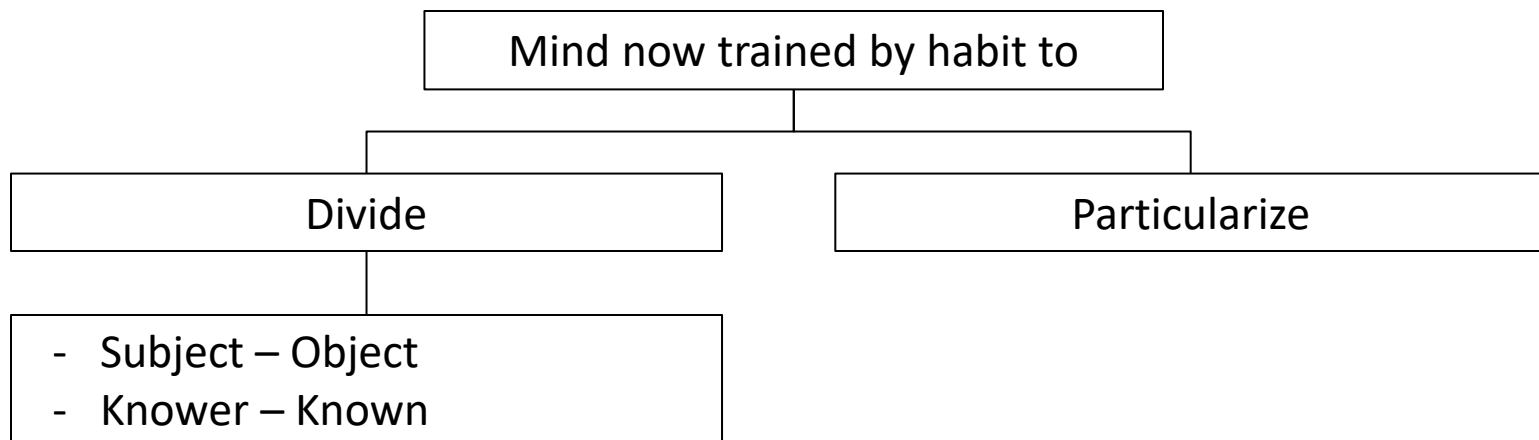 Mind now trained by habit to
Divide
Particularize
- Subject – Object
- Knower – Known